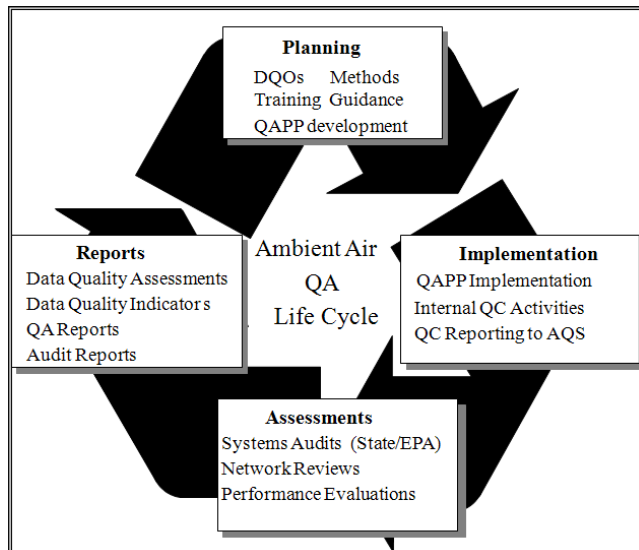 Planning
DQOs Methods
Training Guidance
QAPP development
Reports
Data Quality Assessments
Data Quality Indicators
QA Reports
Audit Reports
Ambient Air
QA
Life Cycle
Implementation
QAPP Implementation
Internal QC Activities
QC Reporting to AQS
Assessments
Systems Audits (State/EPA)
Network Reviews
Performance Evaluations